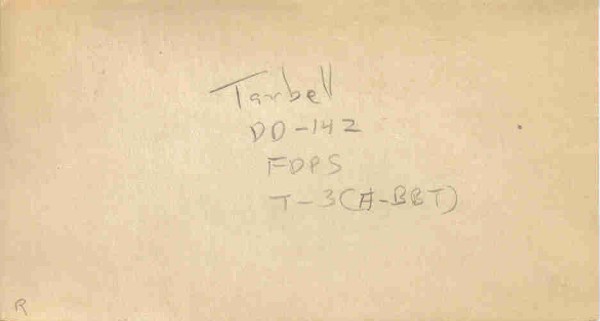 Tarbell
DD-142
FDPS
T-3(A-BBT)
R